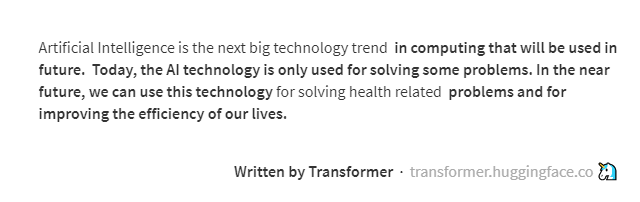 Artificial Intelligence is the next big technology trend in computing that will be used in
future. Today, the AI technology is only used for solving some problems. In the near
future, we can use this technology for solving health related problems and for
improving the efficiency of our lives.
Written by Transformer · transformer.huggingface.co 🦄